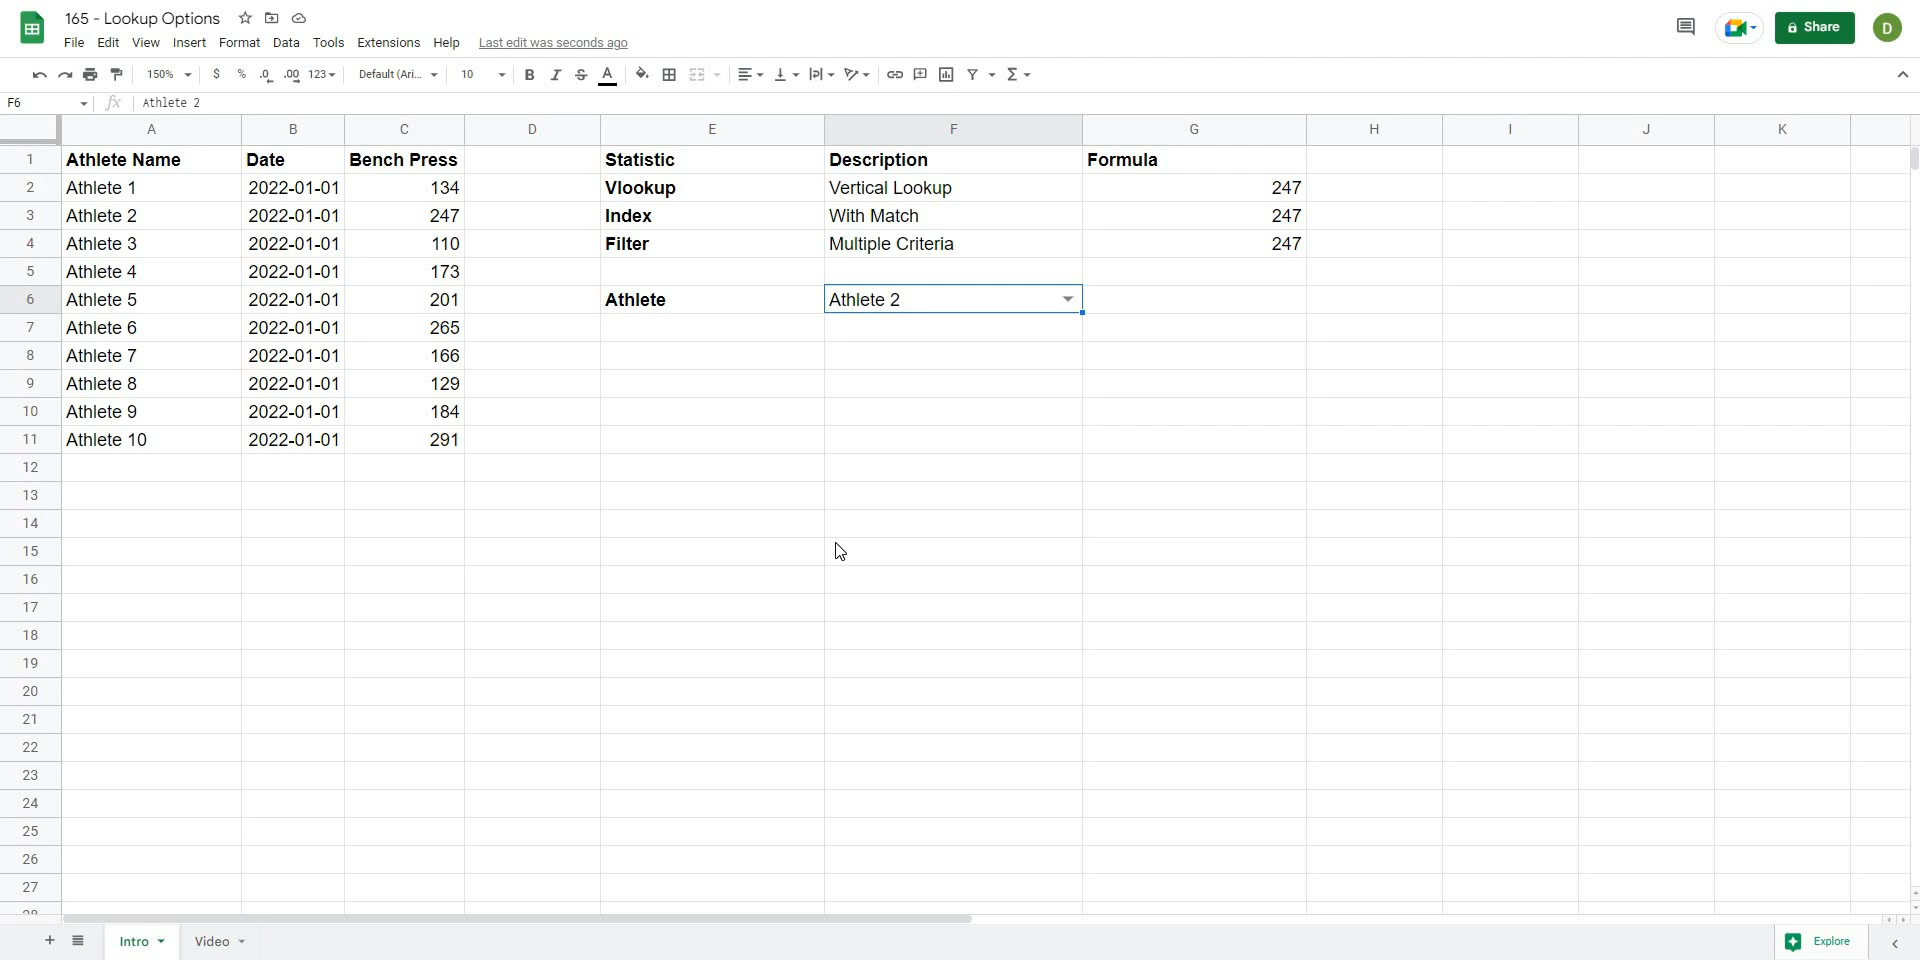 165 - Lookup Options
File Edit View Insert Format Data Tools Extensions Help Last edit was seconds ago
Share
D
150% $ % .0 .00 123 Default (Ari... 10 B I S A Σ
F6 fx Athlete 2
A B C D E F G H I J K
1 Athlete Name Date Bench Press Statistic Description Formula
2 Athlete 1 2022-01-01 134 Vlookup Vertical Lookup 247
3 Athlete 2 2022-01-01 247 Index With Match 247
4 Athlete 3 2022-01-01 110 Filter Multiple Criteria 247
5 Athlete 4 2022-01-01 173
6 Athlete 5 2022-01-01 201 Athlete Athlete 2
7 Athlete 6 2022-01-01 265
8 Athlete 7 2022-01-01 166
9 Athlete 8 2022-01-01 129
10 Athlete 9 2022-01-01 184
11 Athlete 10 2022-01-01 291
12
13
14
15
16
17
18
19
20
21
22
23
24
25
26
27
28
+ Intro Video Explore